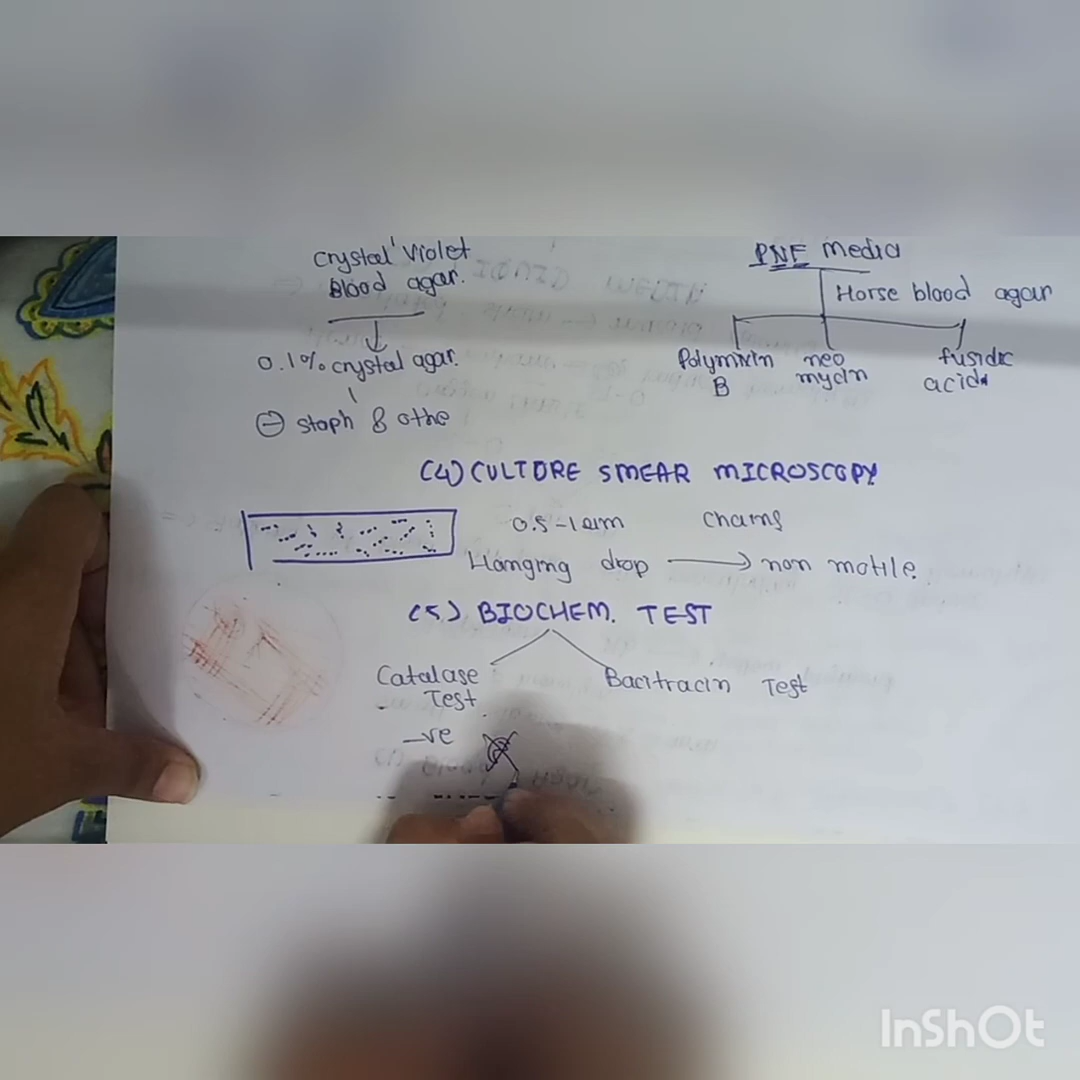 Crystal Violet
Blood agar.
0.1% crystal agar.
⊖ staph & othe
PNF media
Horse blood agar
Polymixin
B
neo
mycin
fusidic
acid
(4) CULTURE SMEAR MICROSCOPY
0.5-1 chains
Hanging drop → non motile.
(5.) BIOCHEM. TEST
Catalase
Test.
-ve
Bacitracin Test
InShOt